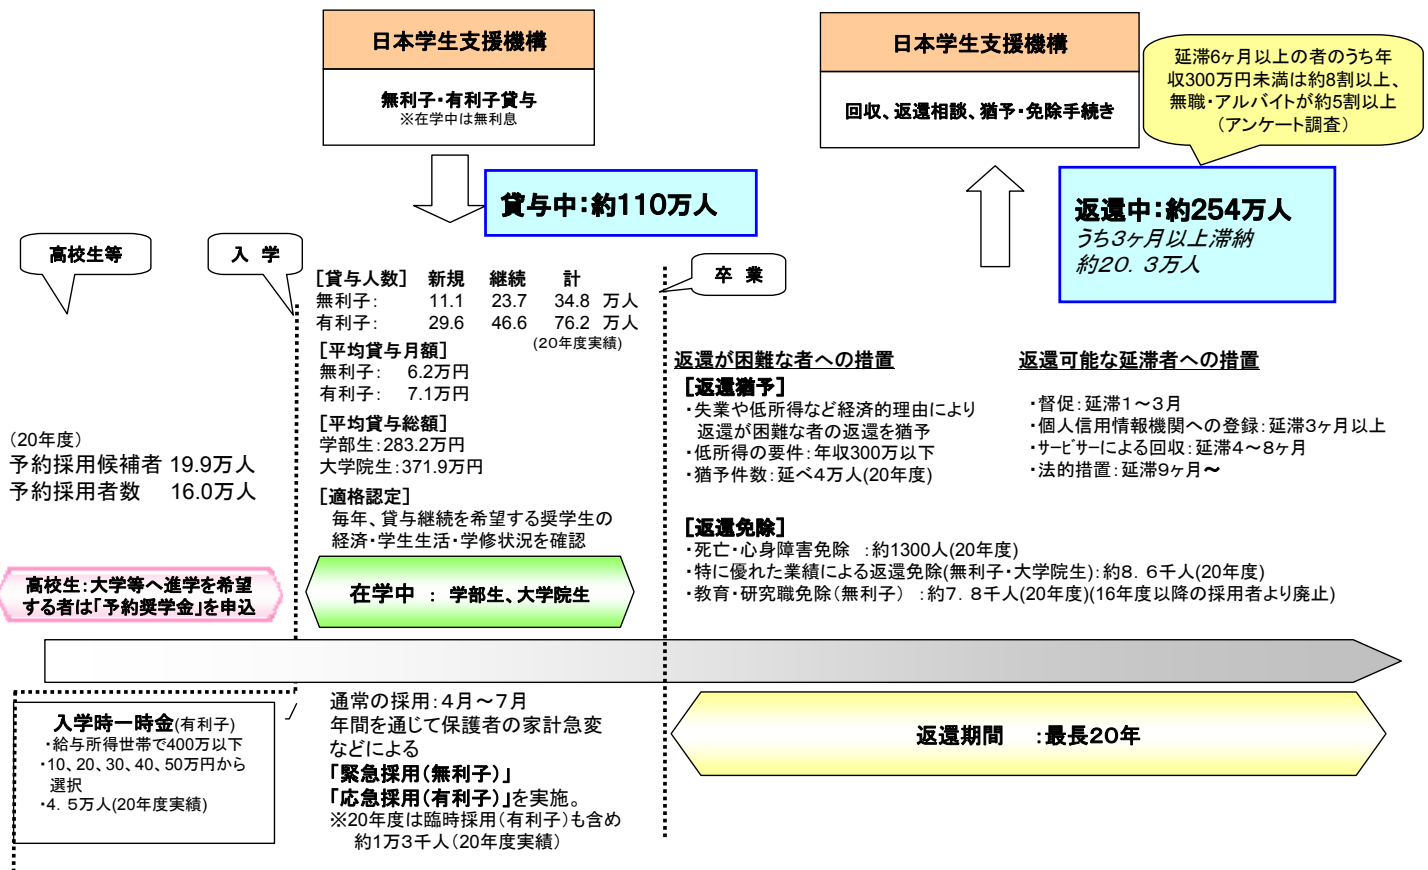 日本学生支援機構
無利子・有利子貸与
※在学中は無利息
日本学生支援機構
回収、返還相談、猶予・免除手続き
延滞6ヶ月以上の者のうち年
収300万円未満は約8割以上、
無職・アルバイトが約5割以上
(アンケート調査)
貸与中:約110万人
返還中:約254万人
うち3ヶ月以上滞納
約20.3万人
高校生等
入 学
卒 業
[貸与人数] 新規 継続 計
無利子: 11.1 23.7 34.8 万人
有利子: 29.6 46.6 76.2 万人
(20年度実績)
[平均貸与月額]
無利子: 6.2万円
有利子: 7.1万円
[平均貸与総額]
学部生:283.2万円
大学院生:371.9万円
[適格認定]
毎年、貸与継続を希望する奨学生の
経済・学生生活・学修状況を確認
(20年度)
予約採用候補者 19.9万人
予約採用者数 16.0万人
返還が困難な者への措置
[返還猶予]
・失業や低所得など経済的理由により
返還が困難な者の返還を猶予
・低所得の要件:年収300万以下
・猶予件数:延べ4万人(20年度)
返還可能な延滞者への措置
・督促:延滞1~3月
・個人信用情報機関への登録:延滞3ヶ月以上
・サービサーによる回収:延滞4~8ヶ月
・法的措置:延滞9ヶ月~
[返還免除]
・死亡・心身障害免除 :約1300人(20年度)
・特に優れた業績による返還免除(無利子・大学院生):約8.6千人(20年度)
・教育・研究職免除(無利子) :約7.8千人(20年度)(16年度以降の採用者より廃止)
高校生:大学等へ進学を希望
する者は「予約奨学金」を申込
在学中 : 学部生、大学院生
入学時一時金(有利子)
・給与所得世帯で400万以下
・10、20、30、40、50万円から
選択
・4.5万人(20年度実績)
通常の採用:4月~7月
年間を通じて保護者の家計急変
などによる
「緊急採用(無利子)」
「応急採用(有利子)」を実施。
※20年度は臨時採用(有利子)も含め
約1万3千人(20年度実績)
返還期間 :最長20年